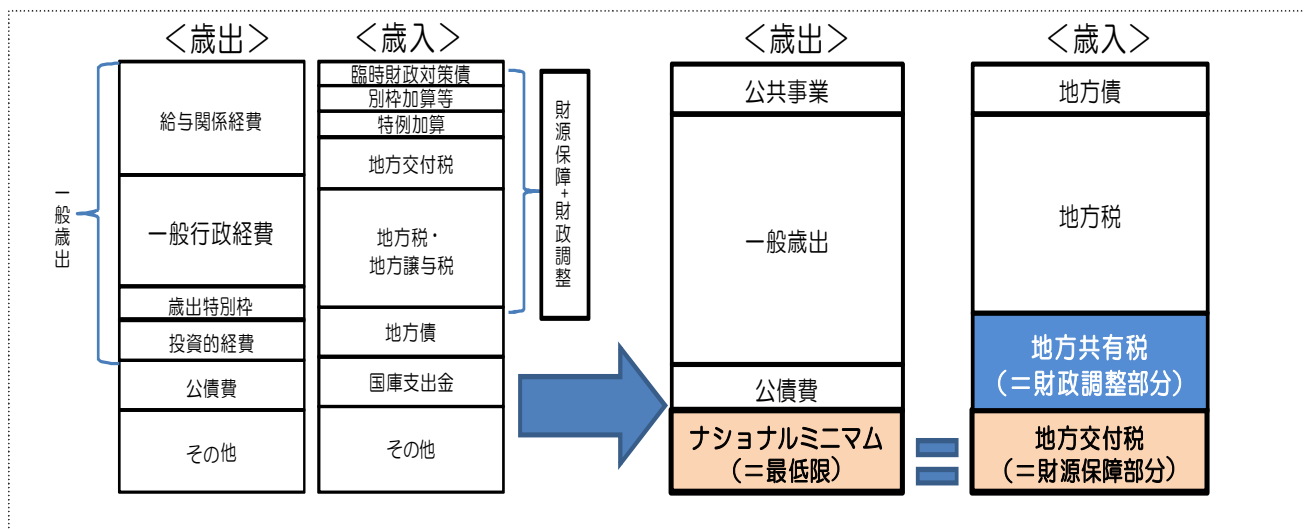 <歳出>
給与関係経費
一般行政経費
歳出特別枠
投資的経費
公債費
その他
一般歳出
<歳入>
臨時財政対策債
別枠加算等
特例加算
地方交付税
地方税・
地方譲与税
地方債
国庫支出金
その他
財源保障+財政調整
<歳出>
公共事業
一般歳出
公債費
ナショナルミニマム
(=最低限)
<歳入>
地方債
地方税
地方共有税
(=財政調整部分)
地方交付税
(=財源保障部分)